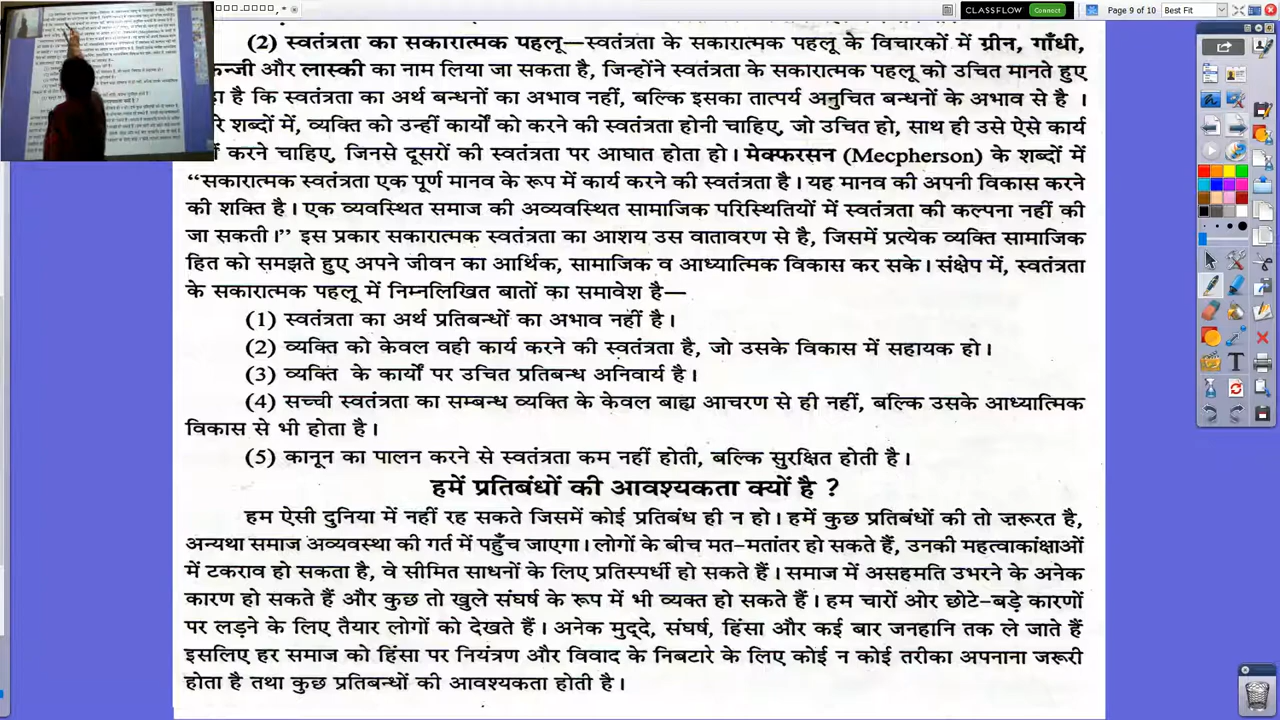 CLASSFLOW Connect Page 9 of 10 Best Fit
(2) स्वतंत्रता का सकारात्मक पहलू—स्वतंत्रता के सकारात्मक पहलू के विचारकों में ग्रीन, गाँधी,
और लास्की का नाम लिया जा सकता है, जिन्होंने स्वतंत्रता के सकारात्मक पहलू को उचित मानते हुए
है कि स्वतंत्रता का अर्थ बन्धनों का अभाव नहीं, बल्कि इसका तात्पर्य अनुचित बन्धनों के अभाव से है ।
शब्दों में, व्यक्ति को उन्हीं कार्यों को करने की स्वतंत्रता होनी चाहिए, जो उचित हो, साथ ही उसे ऐसे कार्य
करने चाहिए, जिनसे दूसरों की स्वतंत्रता पर आघात होता हो। मेक्फरसन (Mecpherson) के शब्दों में
“सकारात्मक स्वतंत्रता एक पूर्ण मानव के रूप में कार्य करने की स्वतंत्रता है। यह मानव की अपनी विकास करने
की शक्ति है। एक व्यवस्थित समाज की अव्यवस्थित सामाजिक परिस्थितियों में स्वतंत्रता की कल्पना नहीं की
जा सकती।” इस प्रकार सकारात्मक स्वतंत्रता का आशय उस वातावरण से है, जिसमें प्रत्येक व्यक्ति सामाजिक
हित को समझते हुए अपने जीवन का आर्थिक, सामाजिक व आध्यात्मिक विकास कर सके। संक्षेप में, स्वतंत्रता
के सकारात्मक पहलू में निम्नलिखित बातों का समावेश है—
(1) स्वतंत्रता का अर्थ प्रतिबन्धों का अभाव नहीं है।
(2) व्यक्ति को केवल वही कार्य करने की स्वतंत्रता है, जो उसके विकास में सहायक हो।
(3) व्यक्ति के कार्यों पर उचित प्रतिबन्ध अनिवार्य है।
(4) सच्ची स्वतंत्रता का सम्बन्ध व्यक्ति के केवल बाह्य आचरण से ही नहीं, बल्कि उसके आध्यात्मिक
विकास से भी होता है।
(5) कानून का पालन करने से स्वतंत्रता कम नहीं होती, बल्कि सुरक्षित होती है।
हमें प्रतिबंधों की आवश्यकता क्यों है ?
हम ऐसी दुनिया में नहीं रह सकते जिसमें कोई प्रतिबंध ही न हो। हमें कुछ प्रतिबंधों की तो ज़रूरत है,
अन्यथा समाज अव्यवस्था की गर्त में पहुँच जाएगा। लोगों के बीच मत-मतांतर हो सकते हैं, उनकी महत्वाकांक्षाओं
में टकराव हो सकता है, वे सीमित साधनों के लिए प्रतिस्पर्धी हो सकते हैं। समाज में असहमति उभरने के अनेक
कारण हो सकते हैं और कुछ तो खुले संघर्ष के रूप में भी व्यक्त हो सकते हैं। हम चारों ओर छोटे-बड़े कारणों
पर लड़ने के लिए तैयार लोगों को देखते हैं। अनेक मुद्दे, संघर्ष, हिंसा और कई बार जनहानि तक ले जाते हैं
इसलिए हर समाज को हिंसा पर नियंत्रण और विवाद के निबटारे के लिए कोई न कोई तरीका अपनाना जरूरी
होता है तथा कुछ प्रतिबन्धों की आवश्यकता होती है।